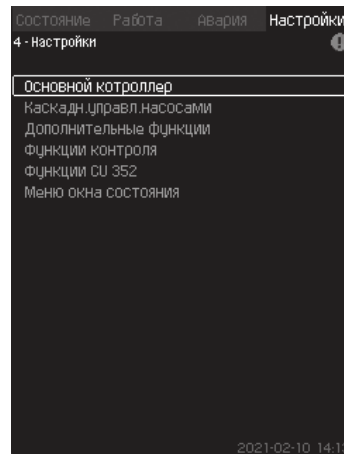 Состояние Работа Авария Настройки
4 - Настройки
Основной котроллер
Каскадн.управл.насосами
Дополнительные функции
Функции контроля
Функции CU 352
Меню окна состояния
2021-02-10 14:13